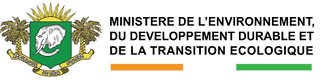 MINISTERE DE L'ENVIRONNEMENT,
DU DEVELOPPEMENT DURABLE ET
DE LA TRANSITION ECOLOGIQUE